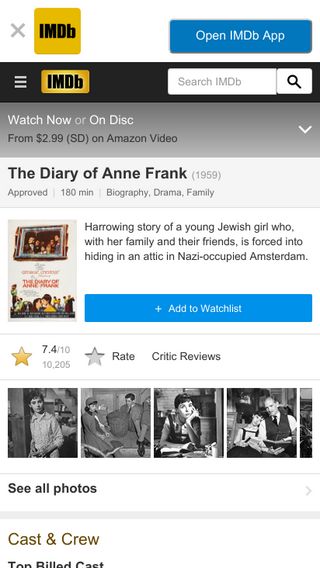 IMDb
Open IMDb App
IMDb
Search IMDb
Watch Now or On Disc
From $2.99 (SD) on Amazon Video
The Diary of Anne Frank (1959)
Approved | 180 min | Biography, Drama, Family
THE DIARY OF
ANNE FRANK
Harrowing story of a young Jewish girl who,
with her family and their friends, is forced into
hiding in an attic in Nazi-occupied Amsterdam.
+ Add to Watchlist
7.4/10
10,205
Rate
Critic Reviews
See all photos
Cast & Crew
Top Billed Cast